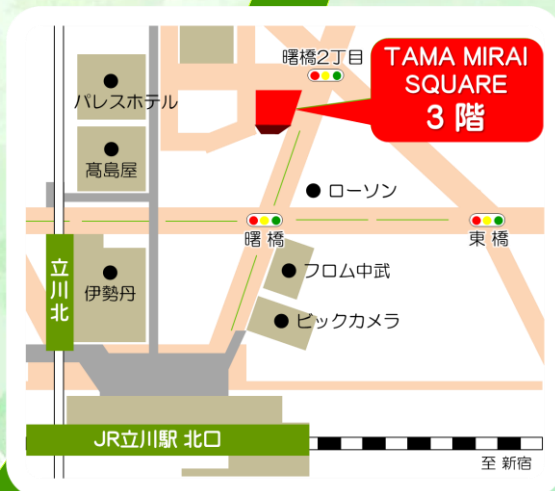 曙橋2丁目
TAMA MIRAI
SQUARE
3 階
パレスホテル
髙島屋
ローソン
曙 橋
東 橋
立川北
伊勢丹
フロム中武
ビックカメラ
JR立川駅 北口
至 新宿